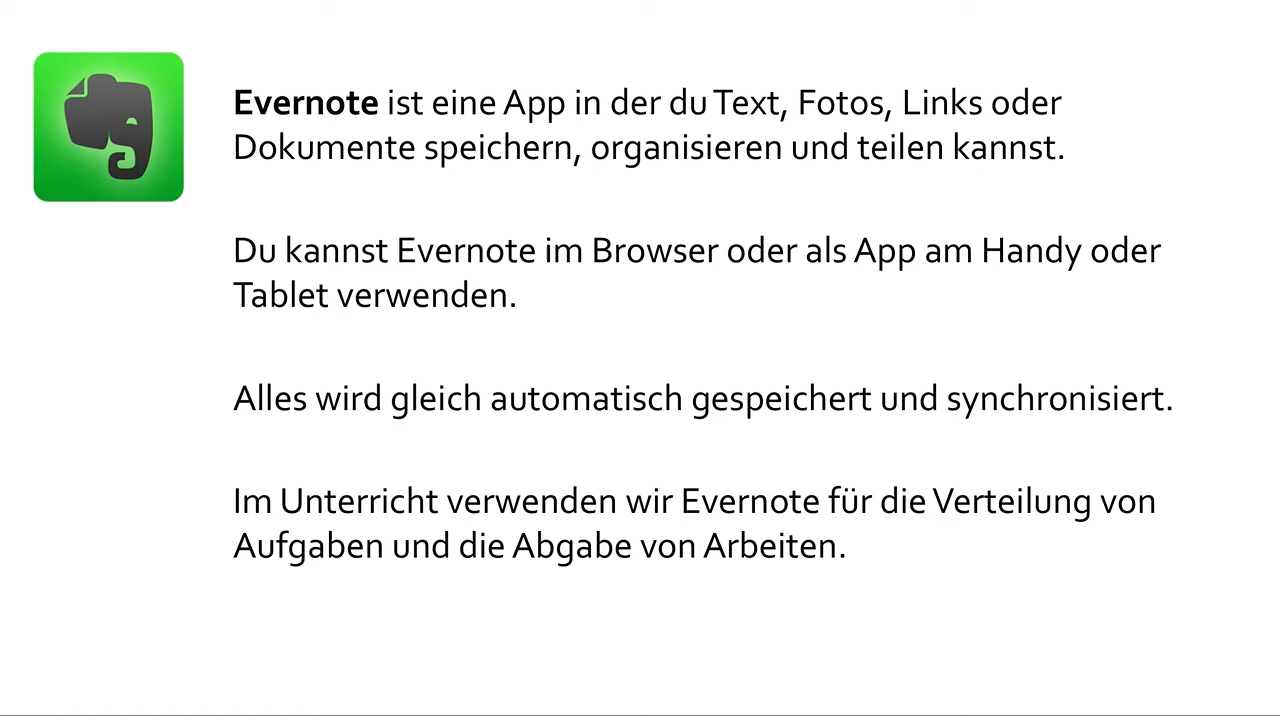 Evernote ist eine App in der du Text, Fotos, Links oder
Dokumente speichern, organisieren und teilen kannst.
Du kannst Evernote im Browser oder als App am Handy oder
Tablet verwenden.
Alles wird gleich automatisch gespeichert und synchronisiert.
Im Unterricht verwenden wir Evernote für die Verteilung von
Aufgaben und die Abgabe von Arbeiten.